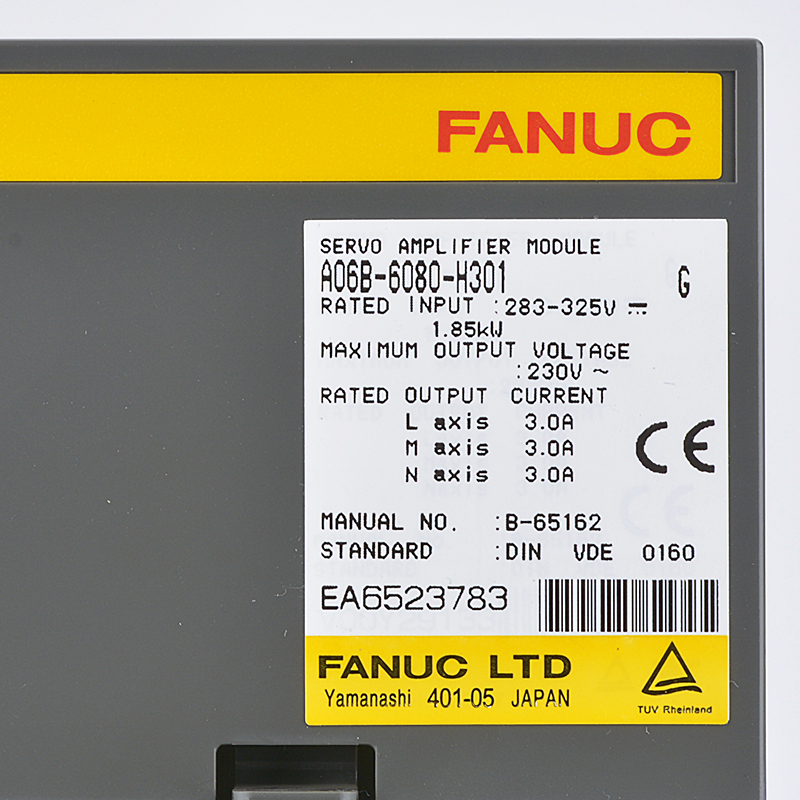 FANUC
SERVO AMPLIFIER MODULE
A06B-6080-H301 G
RATED INPUT :283-325V ⎓
1.85kW
MAXIMUM OUTPUT VOLTAGE
:230V ~
RATED OUTPUT CURRENT
L axis 3.0A
M axis 3.0A
N axis 3.0A
CE
MANUAL NO. :B-65162
STANDARD :DIN VDE 0160
EA6523783
FANUC LTD
Yamanashi 401-05 JAPAN
TUV Rheinland